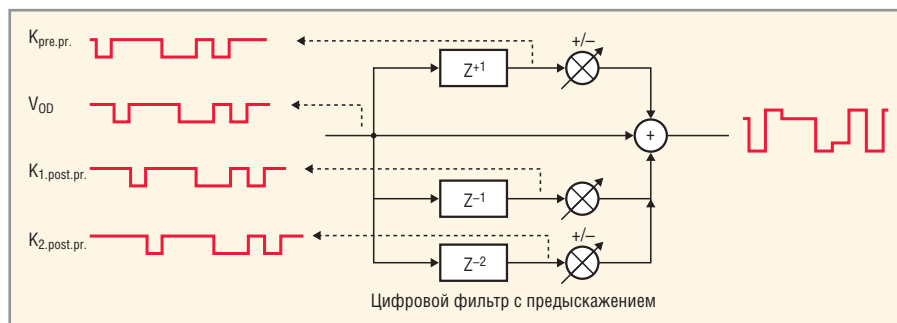 Kpre.pr.
+/–
Z+1
VOD
+
K1.post.pr.
Z–1
K2.post.pr.
+/–
Z–2
Цифровой фильтр с предыскажением